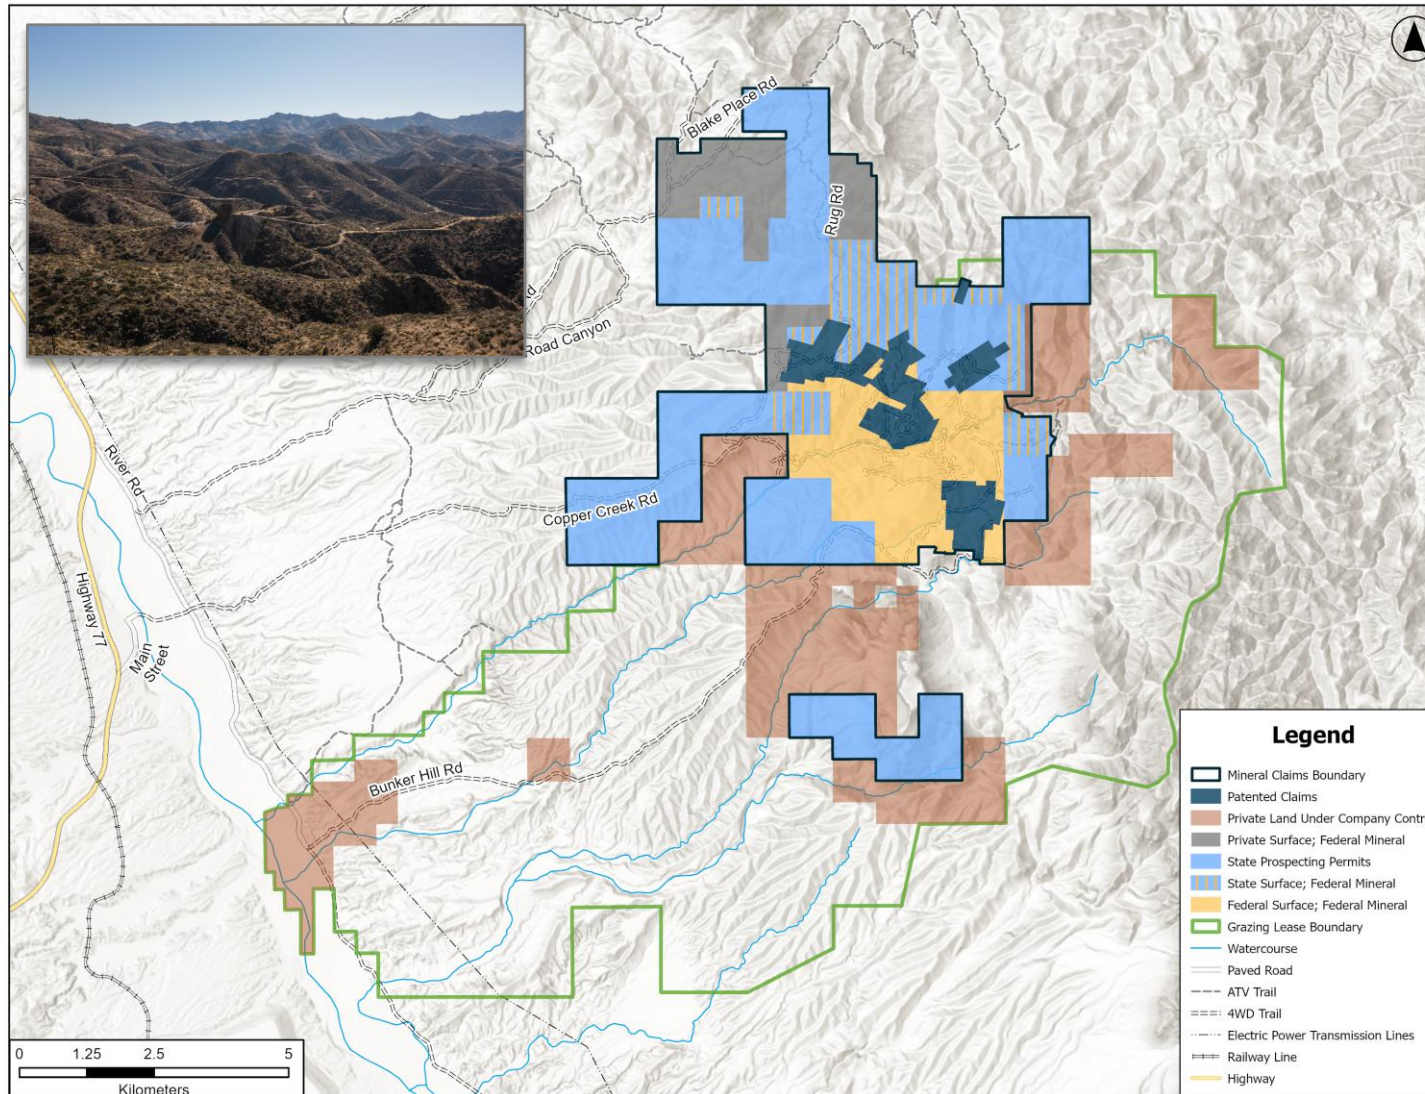 Blake Place Rd
Rug Rd
Road Canyon
River Rd
Copper Creek Rd
Highway 77
Main
Street
Bunker Hill Rd
Legend
Mineral Claims Boundary
Patented Claims
Private Land Under Company Contr
Private Surface; Federal Mineral
State Prospecting Permits
State Surface; Federal Mineral
Federal Surface; Federal Mineral
Grazing Lease Boundary
Watercourse
Paved Road
ATV Trail
4WD Trail
Electric Power Transmission Lines
Railway Line
Highway
0 1.25 2.5 5
Kilometers